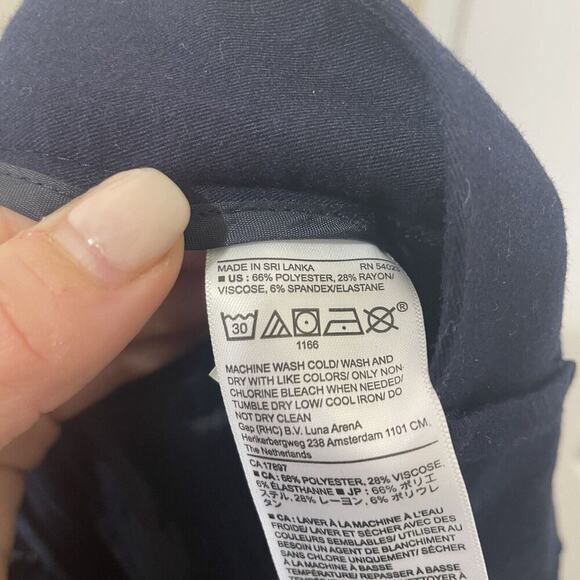 MADE IN SRI LANKA RN 54023
■ US : 66% POLYESTER, 28% RAYON/
VISCOSE, 6% SPANDEX/ELASTANE
30 ®
1166
MACHINE WASH COLD/ WASH AND
DRY WITH LIKE COLORS/ ONLY NON-
CHLORINE BLEACH WHEN NEEDED/
TUMBLE DRY LOW/ COOL IRON/ DO
NOT DRY CLEAN
Gap (RHC) B.V. Luna ArenA
Herikerbergweg 238 Amsterdam 1101 CM,
The Netherlands
CA 17897
■ CA : 66% POLYESTER, 28% VISCOSE,
6% ÉLASTHANNE ■ JP : 66% ポリエ
ステル, 28% レーヨン, 6% ポリウレ
タン
■ CA : LAVER À LA MACHINE À L'EAU
FROIDE/ LAVER ET SÉCHER AVEC DES
COULEURS SEMBLABLES/ UTILISER AU
BESOIN UN AGENT DE BLANCHIMENT
SANS CHLORE UNIQUEMENT/ SÉCHER
À LA MACHINE À BASSE
TEMPÉRATURE/ REPASSER À BASSE